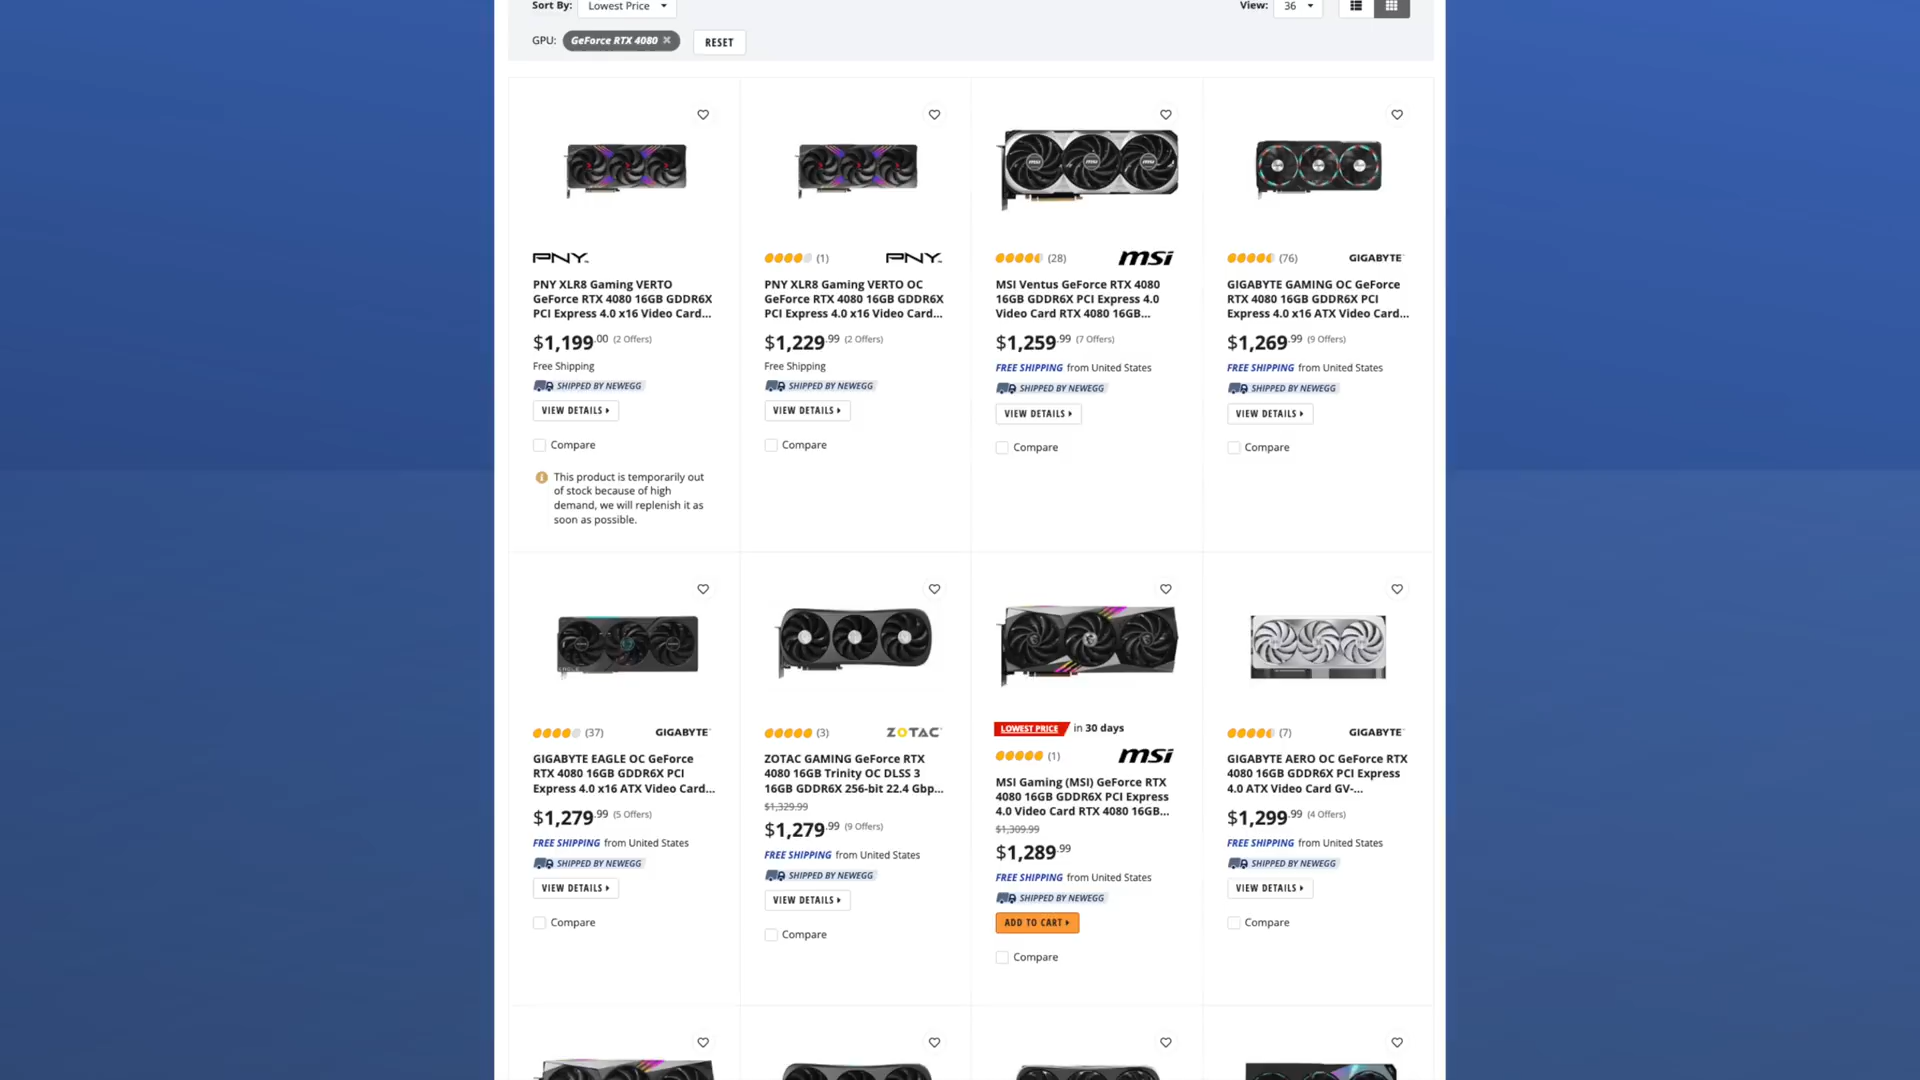 Sort By:
Lowest Price
View:
36
GPU:
GeForce RTX 4080
RESET
PNY
PNY XLR8 Gaming VERTO
GeForce RTX 4080 16GB GDDR6X
PCI Express 4.0 x16 Video Card...
$1,199.00 (2 Offers)
Free Shipping
SHIPPED BY NEWEGG
VIEW DETAILS
Compare
This product is temporarily out
of stock because of high
demand, we will replenish it as
soon as possible.
(1)
PNY
PNY XLR8 Gaming VERTO OC
GeForce RTX 4080 16GB GDDR6X
PCI Express 4.0 x16 Video Card...
$1,229.99 (2 Offers)
Free Shipping
SHIPPED BY NEWEGG
VIEW DETAILS
Compare
(28)
msi
MSI Ventus GeForce RTX 4080
16GB GDDR6X PCI Express 4.0
Video Card RTX 4080 16GB...
$1,259.99 (7 Offers)
FREE SHIPPING from United States
SHIPPED BY NEWEGG
VIEW DETAILS
Compare
(76)
GIGABYTE
GIGABYTE GAMING OC GeForce
RTX 4080 16GB GDDR6X PCI
Express 4.0 x16 ATX Video Card...
$1,269.99 (9 Offers)
FREE SHIPPING from United States
SHIPPED BY NEWEGG
VIEW DETAILS
Compare
(37)
GIGABYTE
GIGABYTE EAGLE OC GeForce
RTX 4080 16GB GDDR6X PCI
Express 4.0 x16 ATX Video Card...
$1,279.99 (5 Offers)
FREE SHIPPING from United States
SHIPPED BY NEWEGG
VIEW DETAILS
Compare
(3)
ZOTAC
ZOTAC GAMING GeForce RTX
4080 16GB Trinity OC DLSS 3
16GB GDDR6X 256-bit 22.4 Gbp...
$1,329.99
$1,279.99 (9 Offers)
FREE SHIPPING from United States
SHIPPED BY NEWEGG
VIEW DETAILS
Compare
LOWEST PRICE in 30 days
(1)
msi
MSI Gaming (MSI) GeForce RTX
4080 16GB GDDR6X PCI Express
4.0 Video Card RTX 4080 16GB...
$1,309.99
$1,289.99
FREE SHIPPING from United States
SHIPPED BY NEWEGG
ADD TO CART
Compare
(7)
GIGABYTE
GIGABYTE AERO OC GeForce RTX
4080 16GB GDDR6X PCI Express
4.0 ATX Video Card GV-...
$1,299.99 (4 Offers)
FREE SHIPPING from United States
SHIPPED BY NEWEGG
VIEW DETAILS
Compare